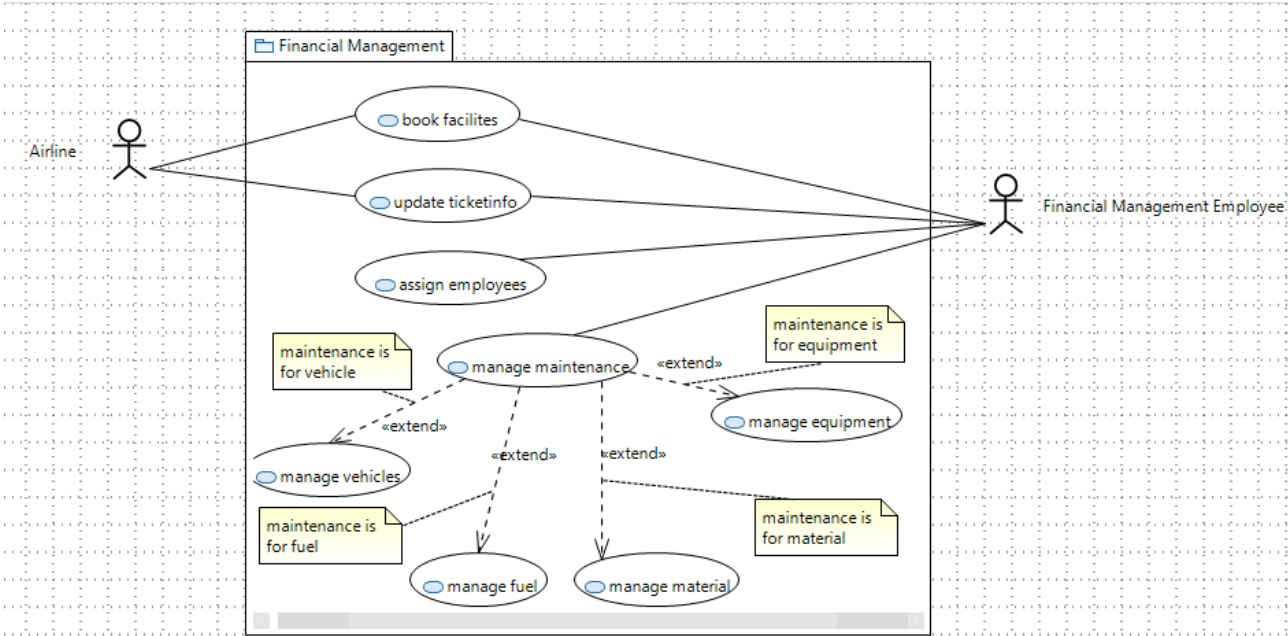 Financial Management
book facilites
Airline
update ticketinfo
Financial Management Employee
assign employees
maintenance is
for equipment
maintenance is
for vehicle
manage maintenance
«extend»
manage equipment
«extend»
«extend»
«extend»
manage vehicles
maintenance is
for fuel
maintenance is
for material
manage fuel
manage material